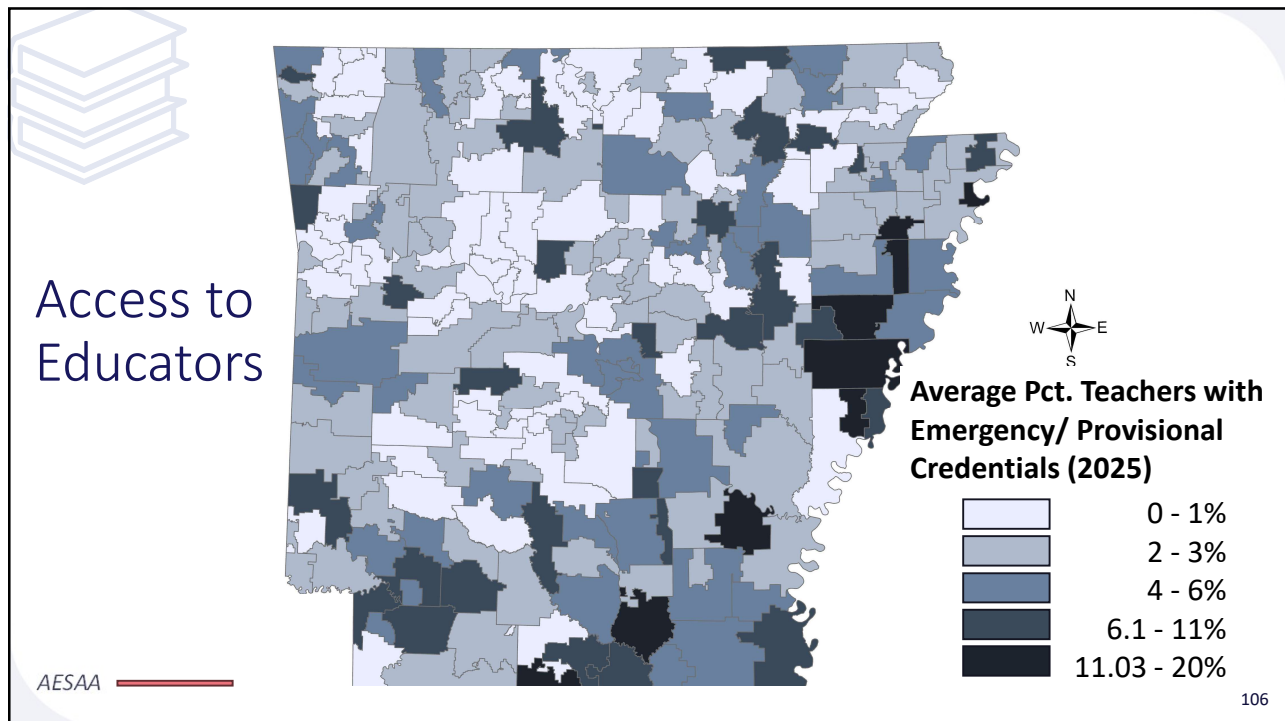 Access to
Educators
N
W
E
S
Average Pct. Teachers with
Emergency/ Provisional
Credentials (2025)
0 - 1%
2 - 3%
4 - 6%
6.1 - 11%
11.03 - 20%
AESAA
106